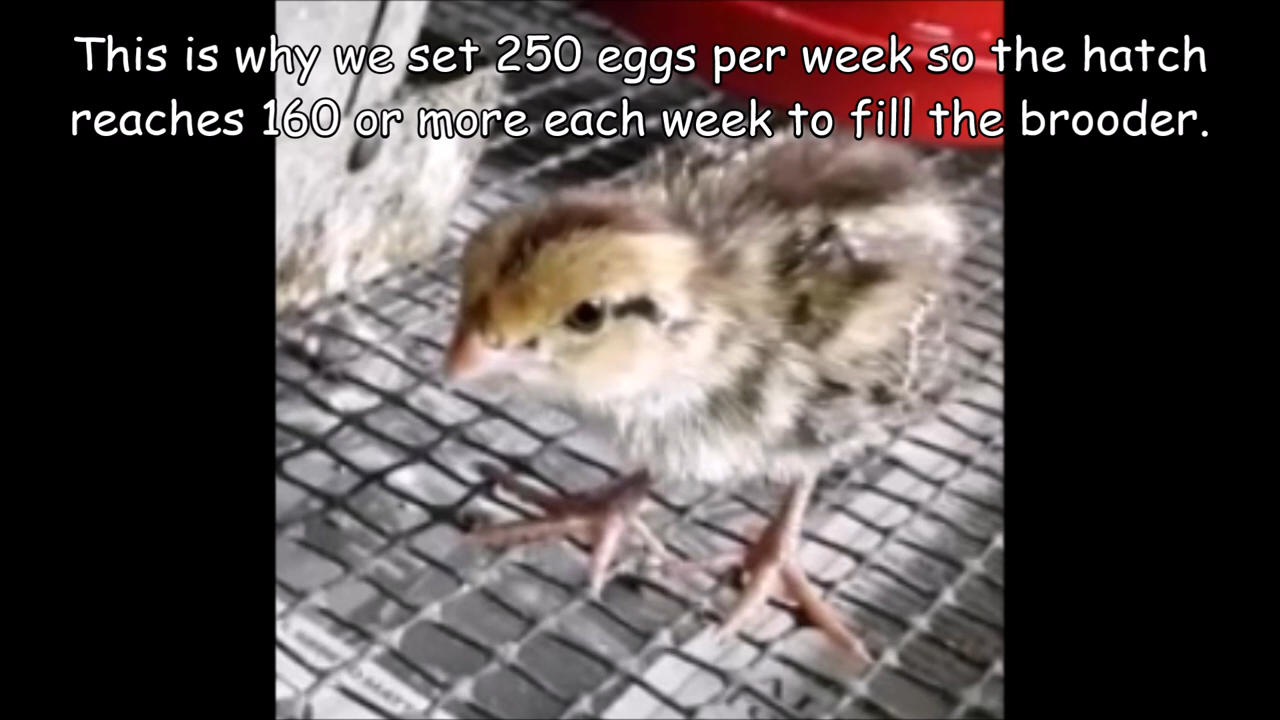 This is why we set 250 eggs per week so the hatch
reaches 160 or more each week to fill the brooder.